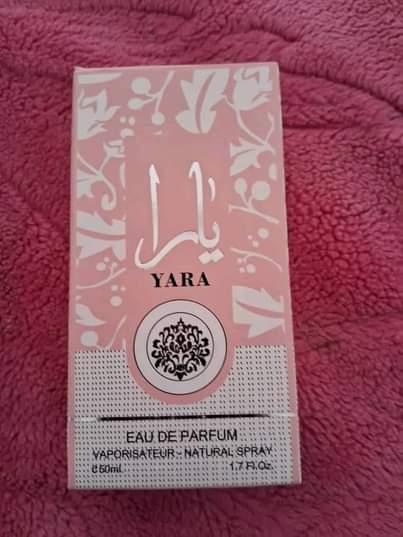 يارا
YARA
EAU DE PARFUM
VAPORISATEUR - NATURAL SPRAY
e 50ml. 1.7 Fl.Oz.